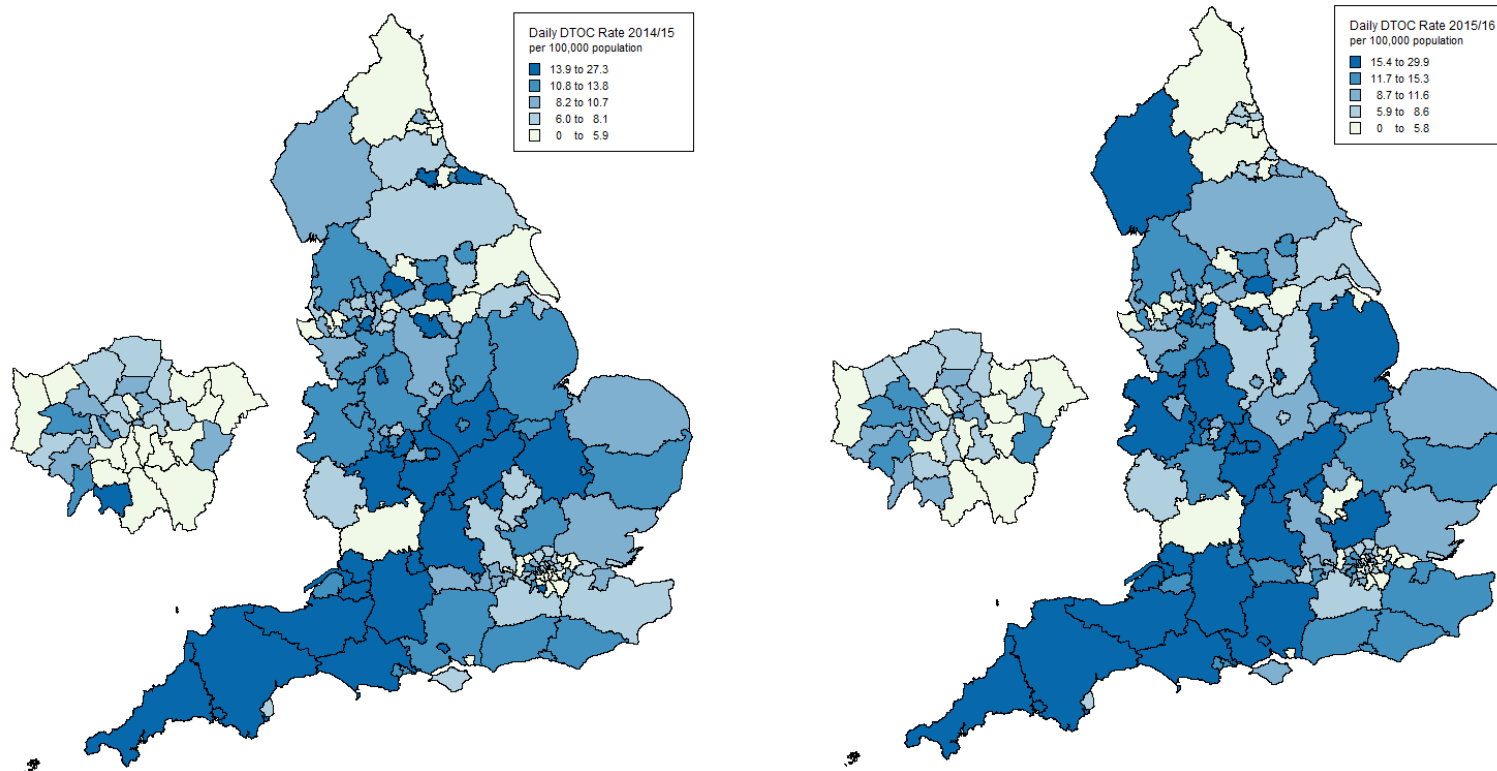 Daily DTOC Rate 2014/15
per 100,000 population
13.9 to 27.3
10.8 to 13.8
8.2 to 10.7
6.0 to 8.1
0 to 5.9
Daily DTOC Rate 2015/16
per 100,000 population
15.4 to 29.9
11.7 to 15.3
8.7 to 11.6
5.9 to 8.6
0 to 5.8